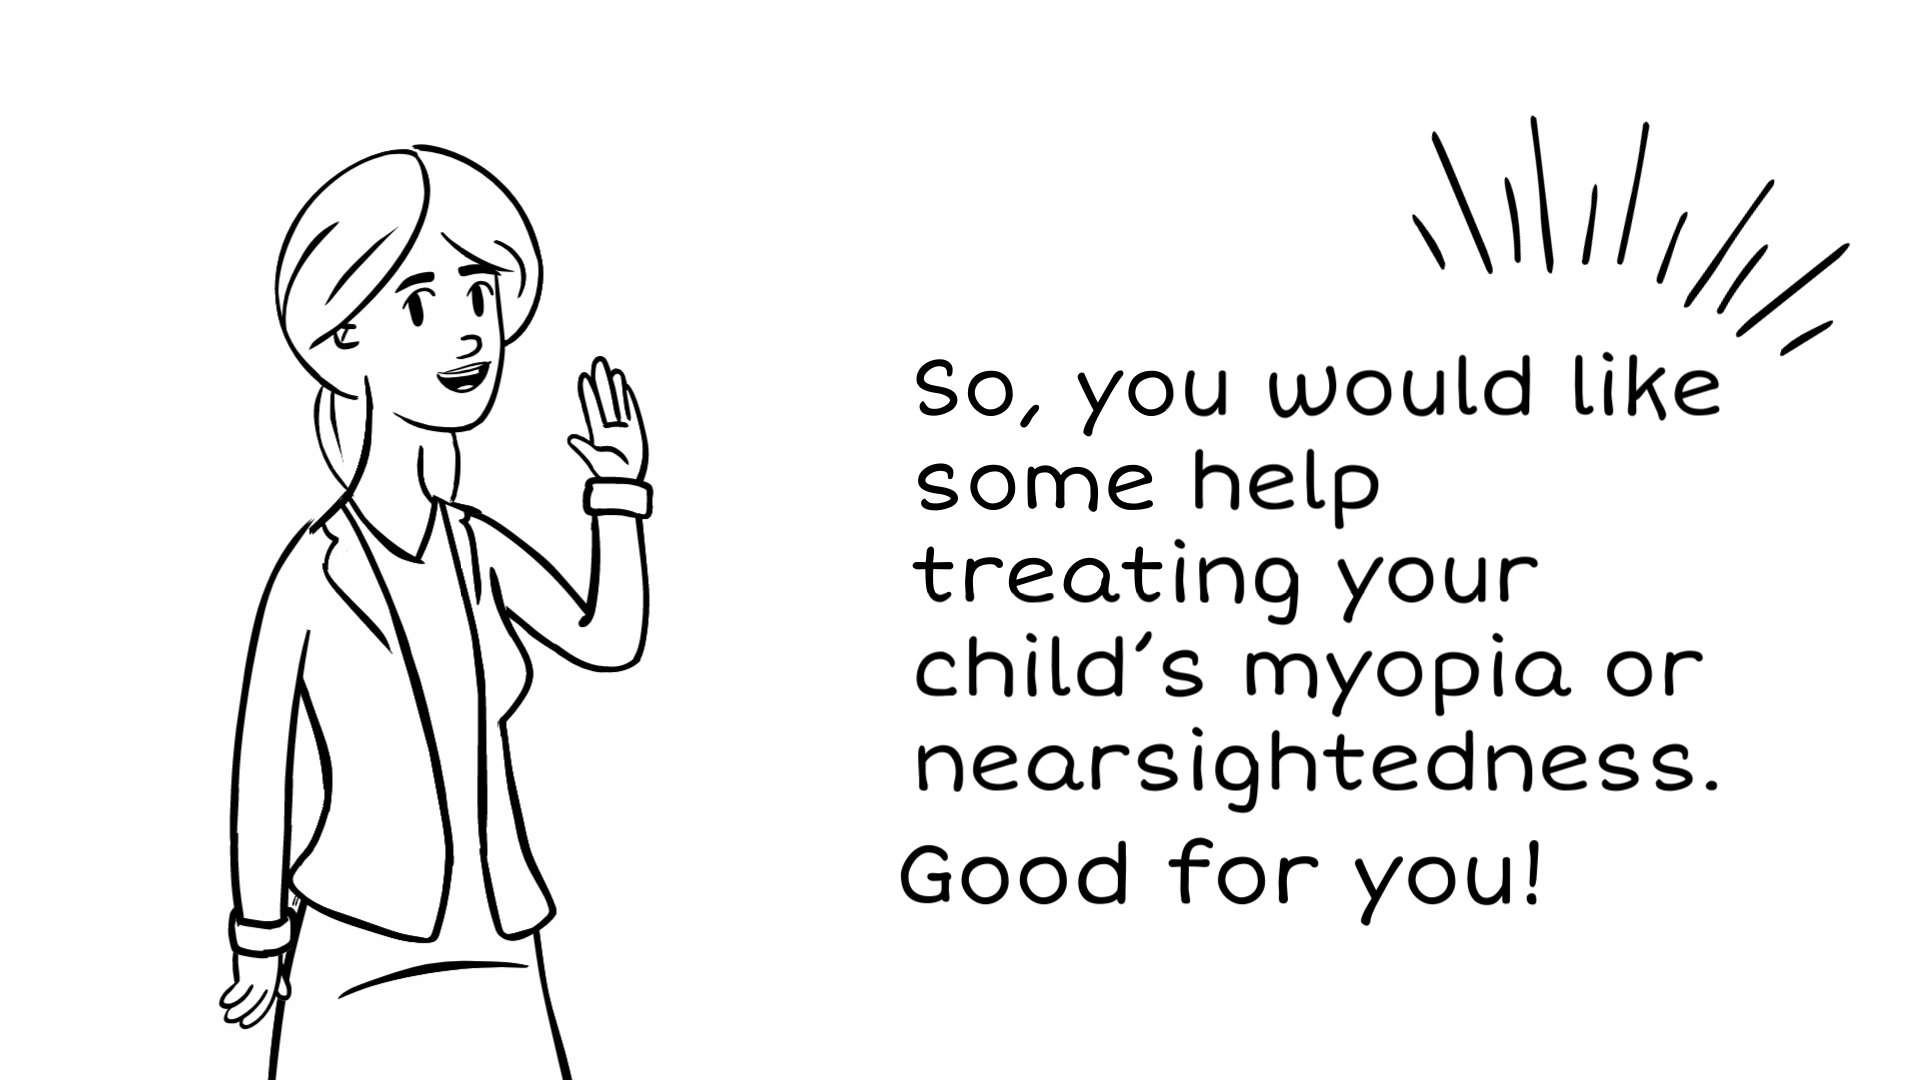 So, you would like
some help
treating your
child's myopia or
nearsightedness.
Good for you!